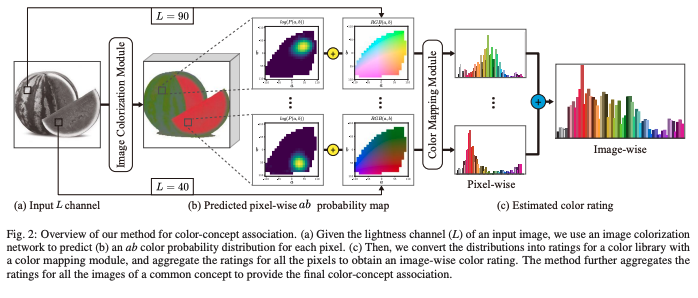 L = 90
log(P(a, b))
RGB(a, b)
Image Colorization Module
Color Mapping Module
log(P(a, b))
RGB(a, b)
Pixel-wise
Image-wise
L = 40
(a) Input L channel
(b) Predicted pixel-wise ab probability map
(c) Estimated color rating
Fig. 2: Overview of our method for color-concept association. (a) Given the lightness channel (L) of an input image, we use an image colorization
network to predict (b) an ab color probability distribution for each pixel. (c) Then, we convert the distributions into ratings for a color library with
a color mapping module, and aggregate the ratings for all the pixels to obtain an image-wise color rating. The method further aggregates the
ratings for all the images of a common concept to provide the final color-concept association.